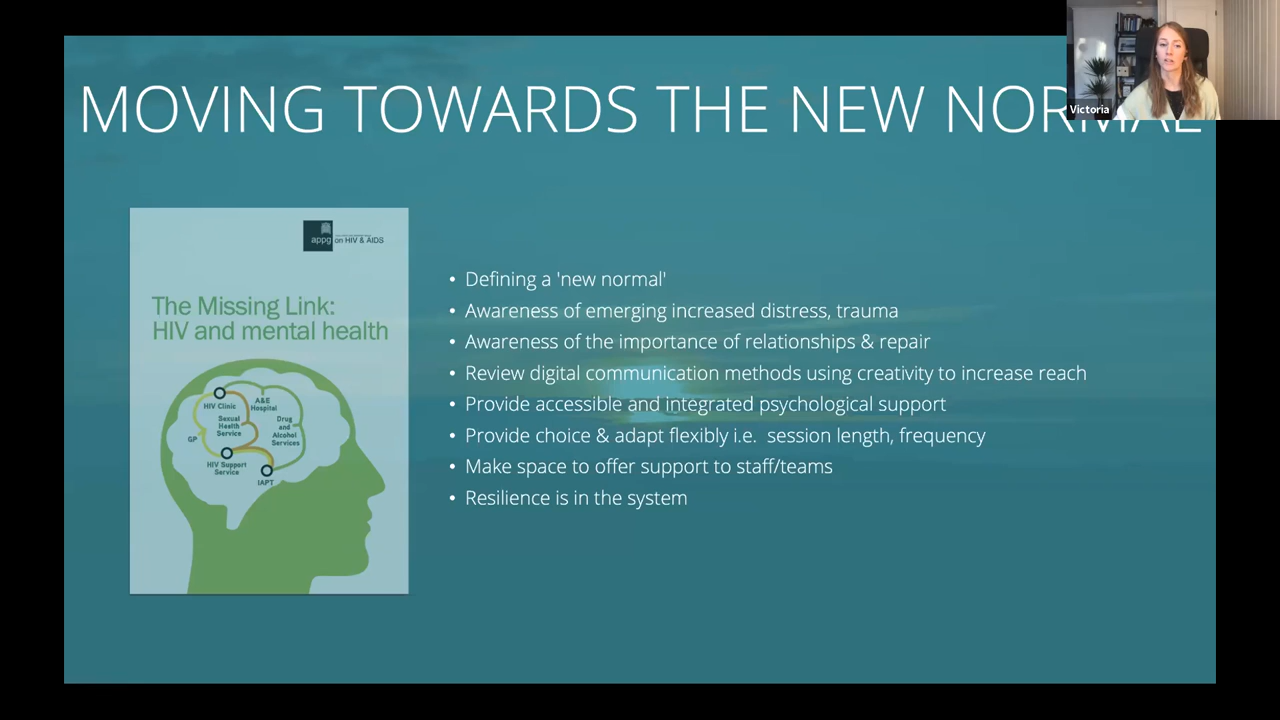 MOVING TOWARDS THE NEW NORMAL
Victoria
appg
on HIV & AIDS
The Missing Link:
HIV and mental health
HIV Clinic
A&E
Hospital
Sexual
Health
Service
Drug
and
Alcohol
Services
GP
HIV Support
Service
IAPT
• Defining a 'new normal'
• Awareness of emerging increased distress, trauma
• Awareness of the importance of relationships & repair
• Review digital communication methods using creativity to increase reach
• Provide accessible and integrated psychological support
• Provide choice & adapt flexibly i.e. session length, frequency
• Make space to offer support to staff/teams
• Resilience is in the system